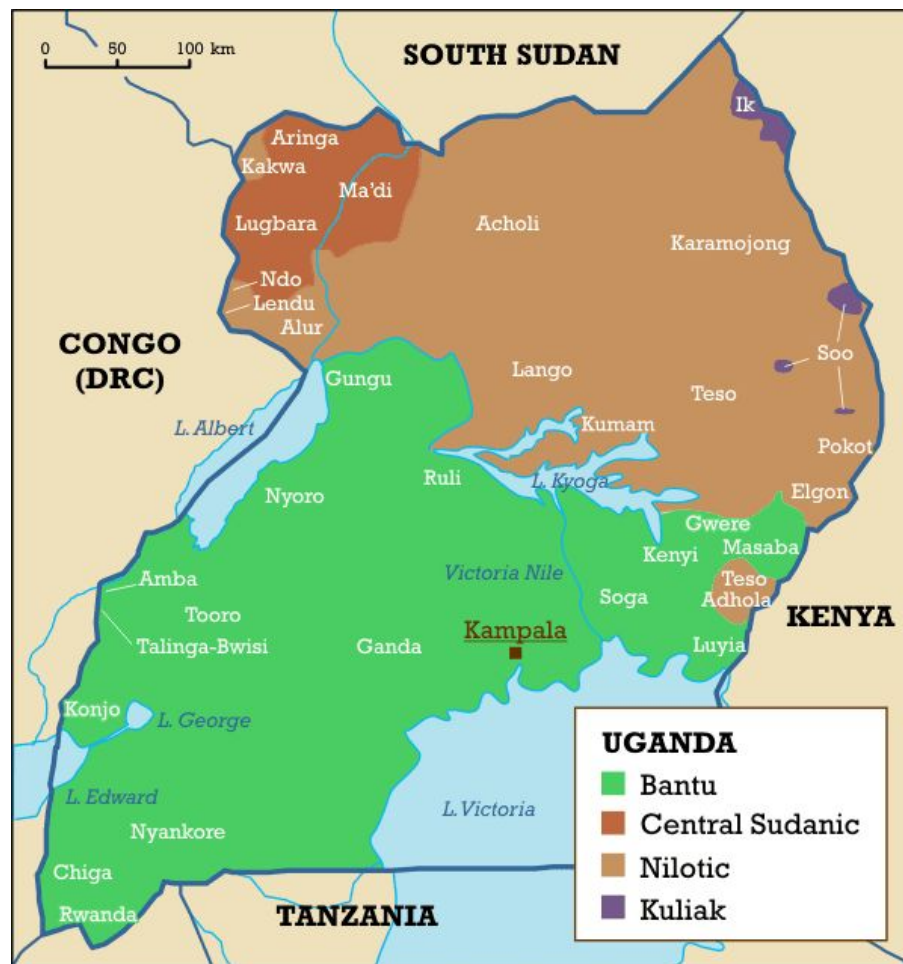 0 50 100 km
SOUTH SUDAN
Ik
Aringa
Kakwa
Ma'di
Lugbara
Acholi
Karamojong
Ndo
Lendu
Alur
CONGO
(DRC)
Soo
Lango
Teso
Gungu
L. Albert
Kumam
Pokot
Ruli
L. Kyoga
Nyoro
Elgon
Gwere
Masaba
Kenyi
Amba
Victoria Nile
Teso
Adhola
Soga
Tooro
KENYA
Kampala
Talinga-Bwisi
Ganda
Luyia
Konjo
L. George
L. Edward
L. Victoria
Nyankore
Chiga
Rwanda
TANZANIA
UGANDA
Bantu
Central Sudanic
Nilotic
Kuliak